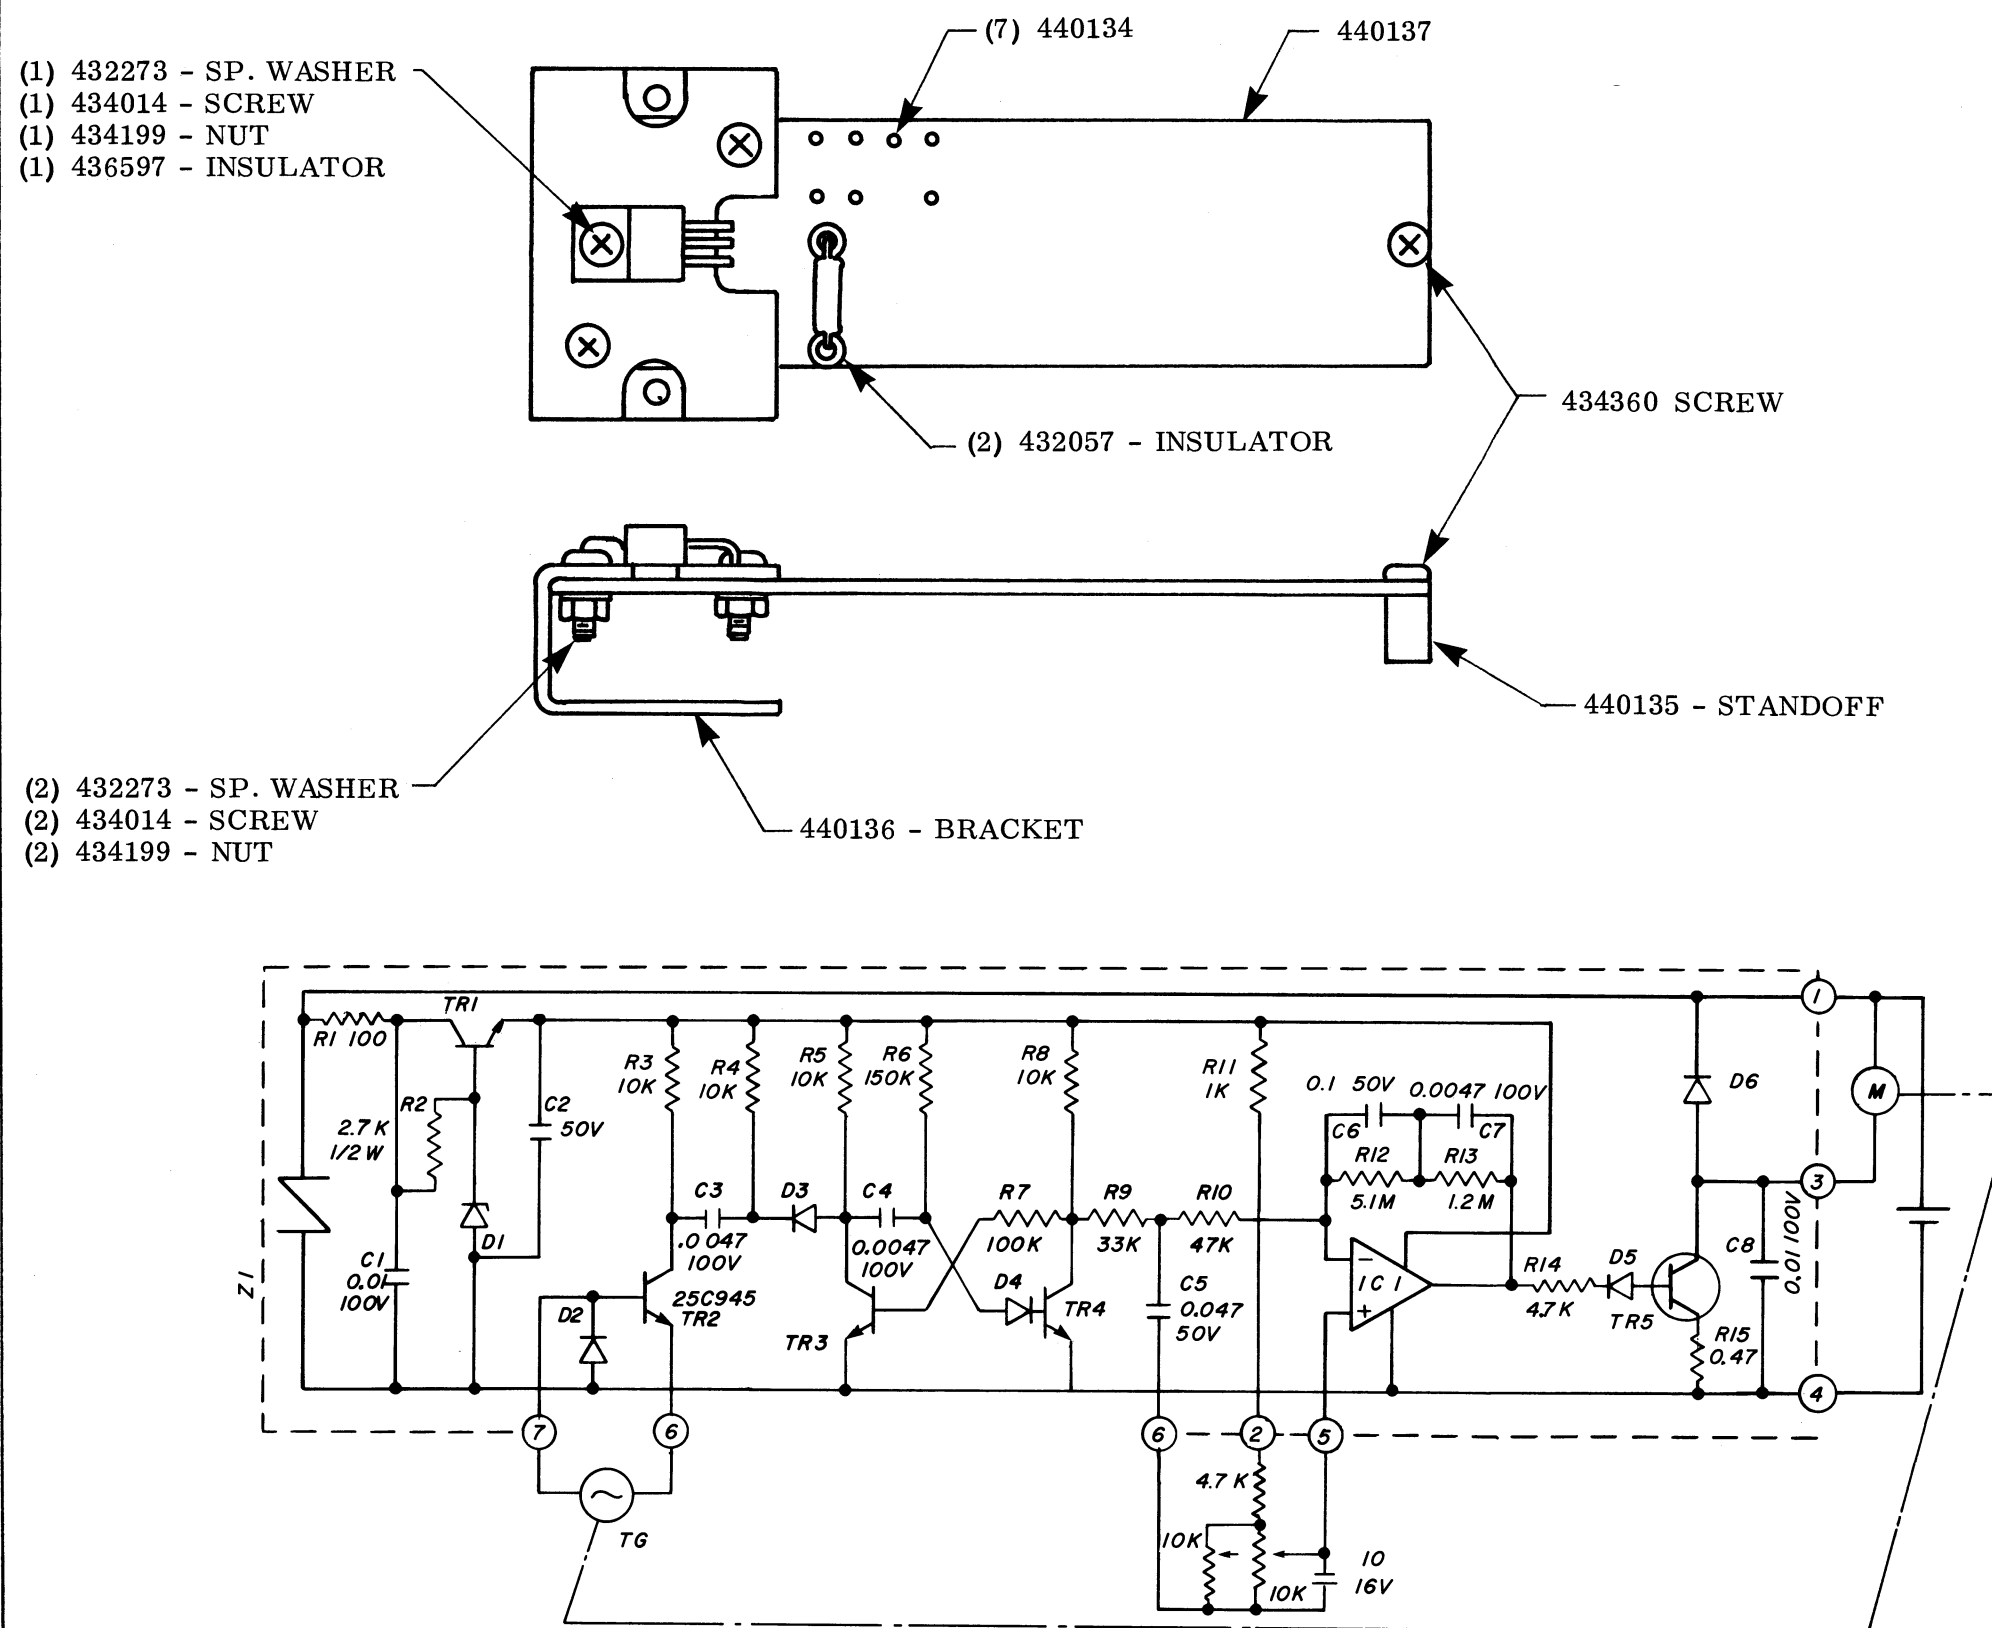 (7) 440134
440137
(1) 432273 - SP. WASHER
(1) 434014 - SCREW
(1) 434199 - NUT
(1) 436597 - INSULATOR
434360 SCREW
(2) 432057 - INSULATOR
440135 - STANDOFF
(2) 432273 - SP. WASHER
(2) 434014 - SCREW
(2) 434199 - NUT
440136 - BRACKET
TR1
1
R1 100
R3
10K
R4
10K
R5
10K
R6
150K
R8
10K
R11
1K
0.1 50V
0.0047 100V
D6
M
R2
2.7K
1/2W
C2
50V
C6
C7
R12
5.1M
R13
1.2M
3
C3
.0047
100V
D3
C4
0.0047
100V
R7
100K
R9
33K
R10
47K
D1
C1
0.01
100V
Z1
D2
25C945
TR2
TR3
D4
TR4
C5
0.047
50V
IC1
-
+
R14
4.7K
D5
TR5
C8
0.01 100V
R15
0.47
4
7
6
6
2
5
TG
4.7K
10K
10K
10
16V